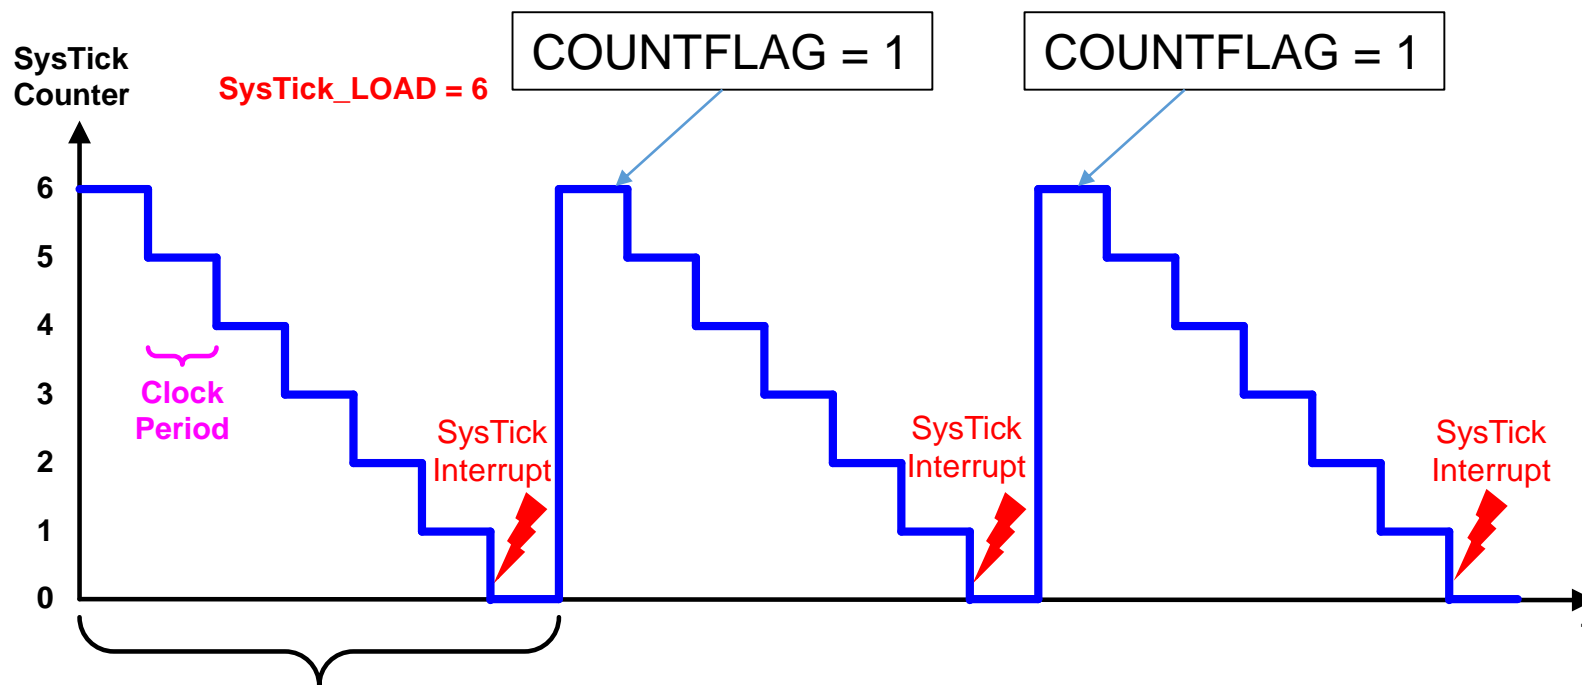 COUNTFLAG = 1
COUNTFLAG = 1
SysTick
Counter
SysTick_LOAD = 6
6
5
4
3
2
1
0
Clock
Period
SysTick
Interrupt
SysTick
Interrupt
SysTick
Interrupt